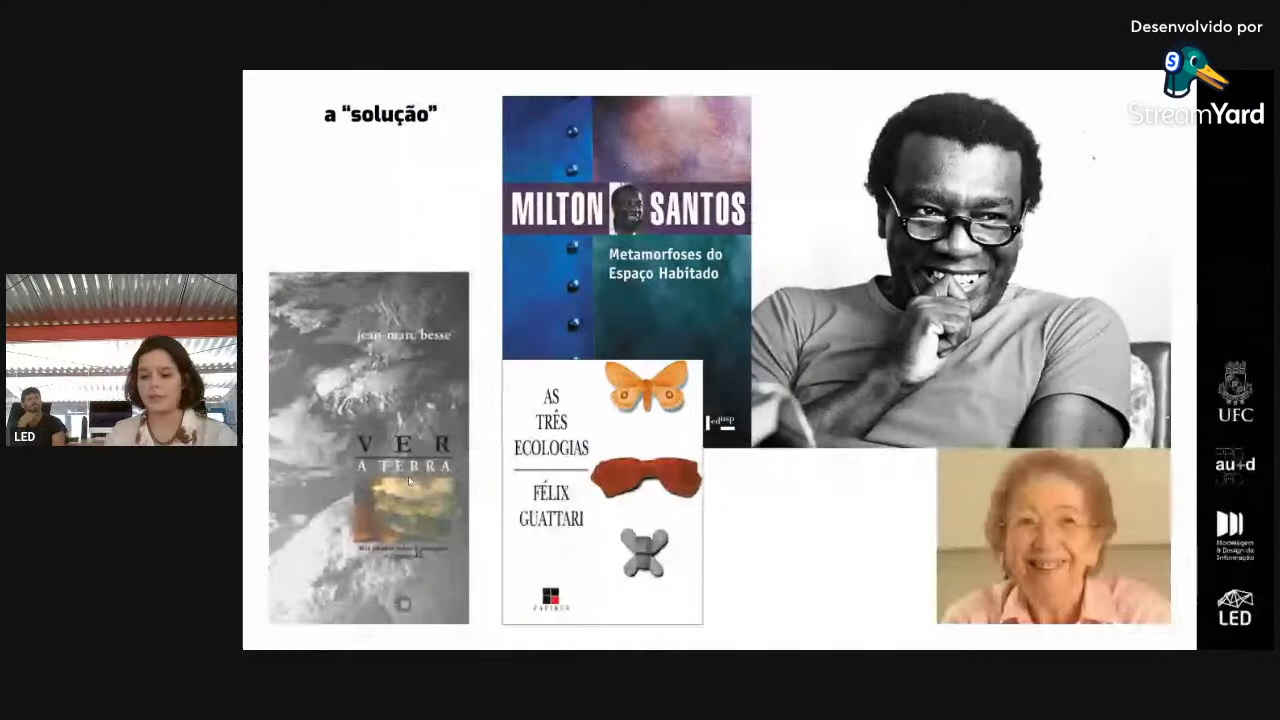 Desenvolvido por
StreamYard
a “solução”
MILTON SANTOS
Metamorfoses do
Espaço Habitado
edusp
jean-marc besse
VER
A TERRA
AS
TRÊS
ECOLOGIAS
FÉLIX
GUATTARI
PAPIRUS
LED
UFC
au+d
Modelagem
& Design da
Informação
LED